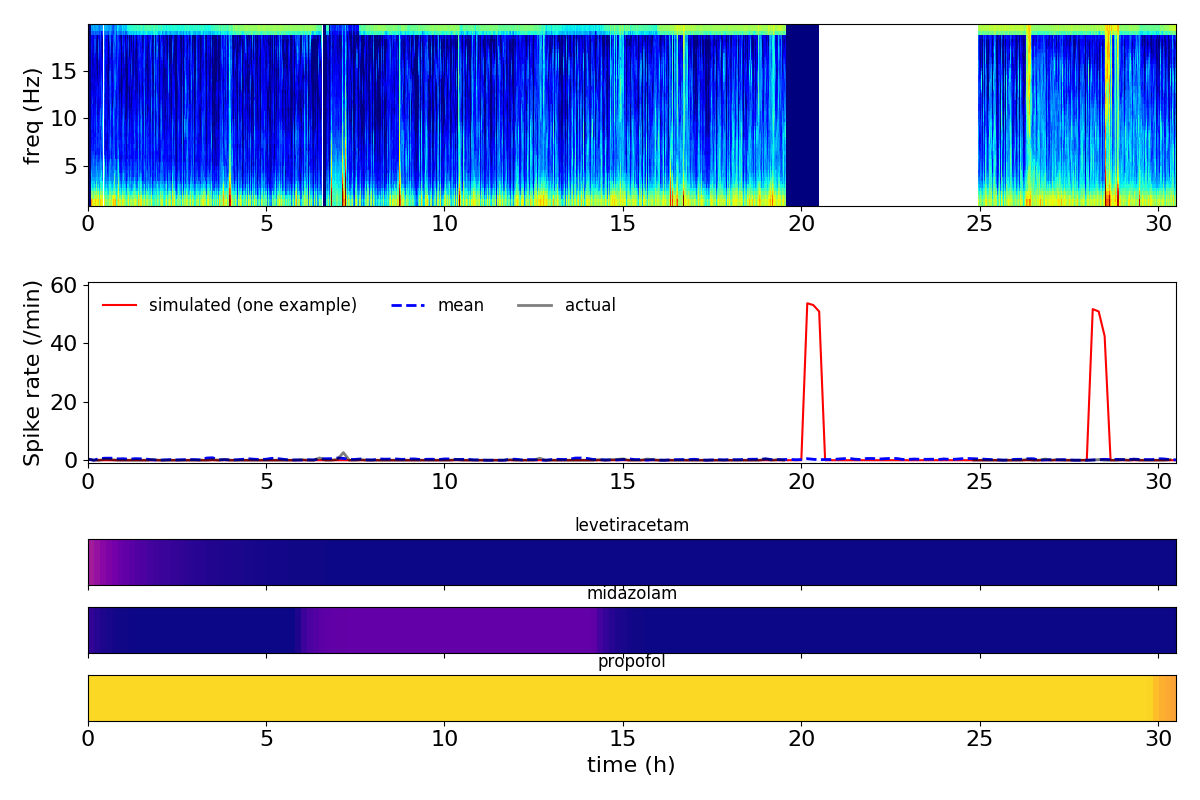 15
10
5
freq (Hz)
0 5 10 15 20 25 30
60
40
20
0
Spike rate (/min)
simulated (one example) mean actual
0 5 10 15 20 25 30
levetiracetam
midazolam
propofol
0 5 10 15 20 25 30
time (h)